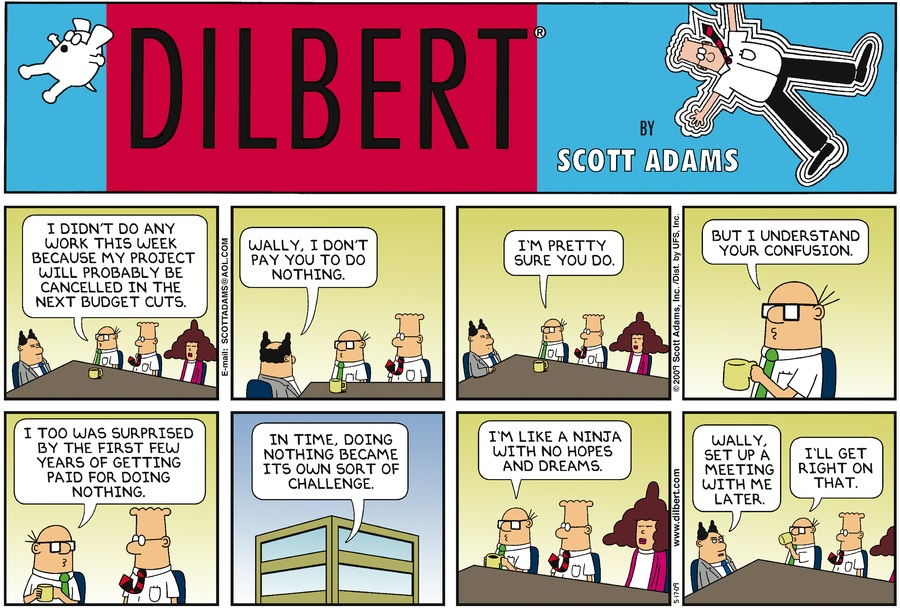 DILBERT®
BY
SCOTT ADAMS
I DIDN'T DO ANY
WORK THIS WEEK
BECAUSE MY PROJECT
WILL PROBABLY BE
CANCELLED IN THE
NEXT BUDGET CUTS.
E-mail: SCOTTADAMS@AOL.COM
WALLY, I DON'T
PAY YOU TO DO
NOTHING.
I'M PRETTY
SURE YOU DO.
© 2009 Scott Adams, Inc./Dist. by UFS, Inc.
BUT I UNDERSTAND
YOUR CONFUSION.
I TOO WAS SURPRISED
BY THE FIRST FEW
YEARS OF GETTING
PAID FOR DOING
NOTHING.
IN TIME, DOING
NOTHING BECAME
ITS OWN SORT OF
CHALLENGE.
I'M LIKE A NINJA
WITH NO HOPES
AND DREAMS.
www.dilbert.com
5-17-09
WALLY,
SET UP A
MEETING
WITH ME
LATER.
I'LL GET
RIGHT ON
THAT.